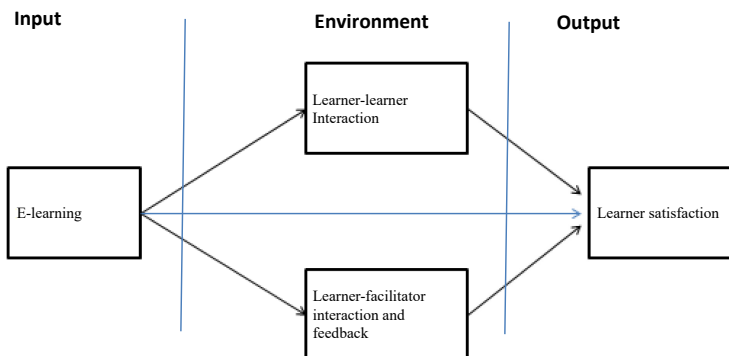 Input
Environment
Output
Learner-learner
Interaction
E-learning
Learner satisfaction
Learner-facilitator
interaction and
feedback